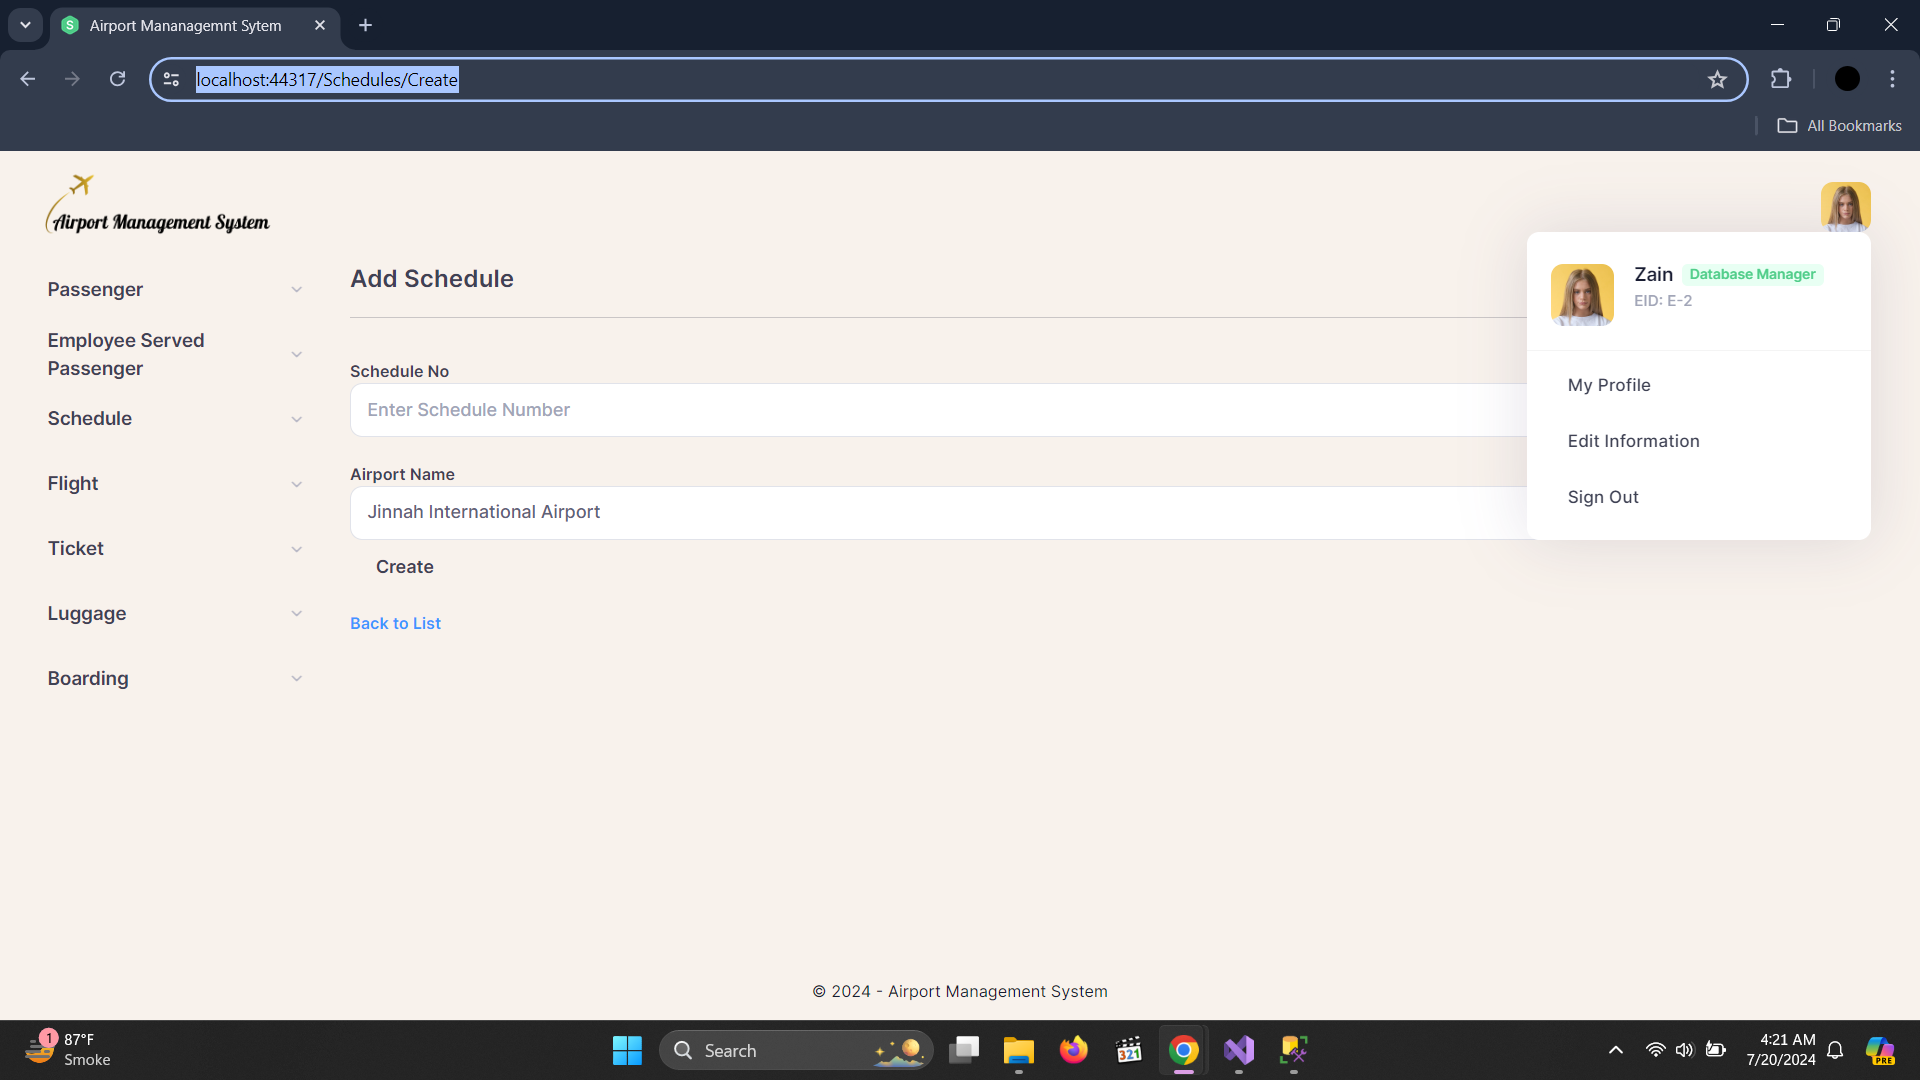 Airport Mananagemnt Sytem
localhost:44317/Schedules/Create
All Bookmarks
Airport Management System
Passenger
Employee Served
Passenger
Schedule
Flight
Ticket
Luggage
Boarding
Add Schedule
Schedule No
Enter Schedule Number
Airport Name
Jinnah International Airport
Create
Back to List
Zain Database Manager
EID: E-2
My Profile
Edit Information
Sign Out
© 2024 - Airport Management System
1
87°F
Smoke
Search
321
4:21 AM
7/20/2024
PRE